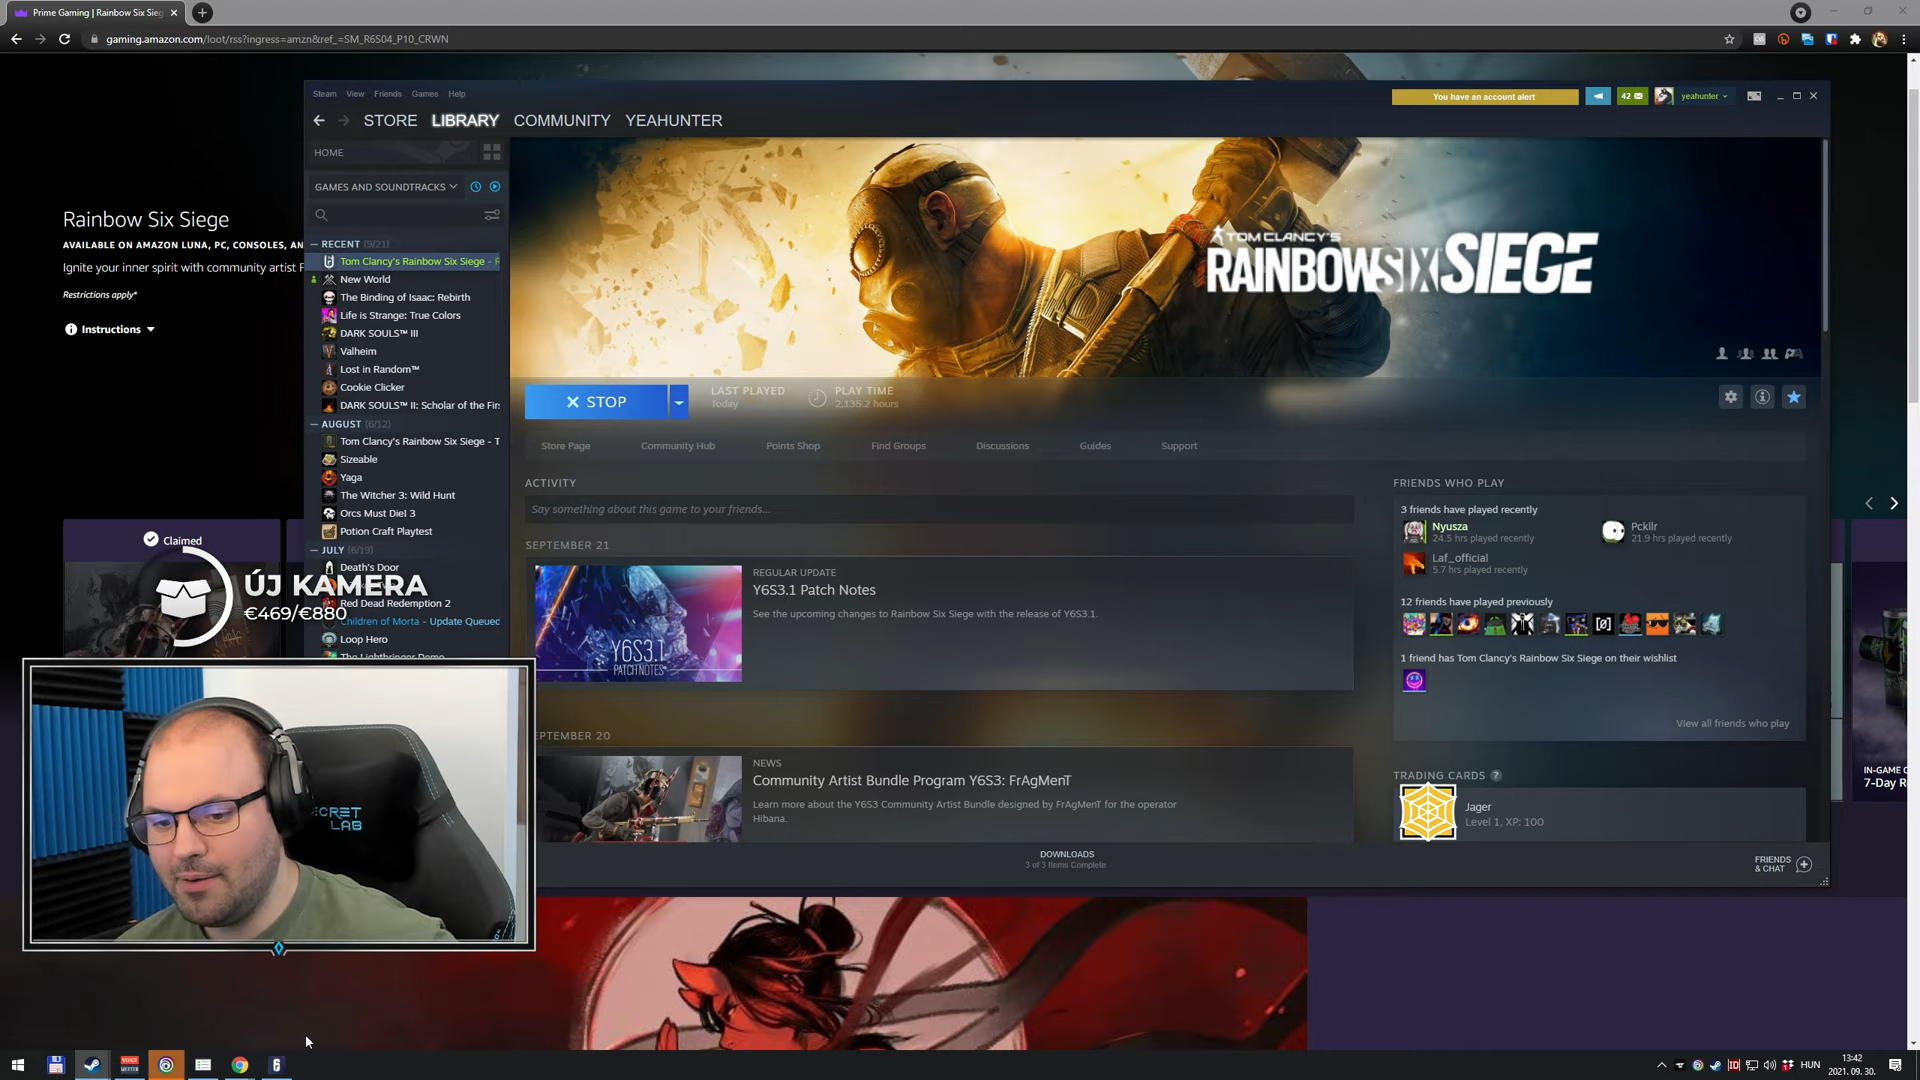 Prime Gaming | Rainbow Six Sieg
gaming.amazon.com/loot/rss?ingress=amzn&ref_=SM_R6S04_P10_CRWN
Steam View Friends Games Help
You have an account alert
42
yeahunter
STORE LIBRARY COMMUNITY YEAHUNTER
HOME
GAMES AND SOUNDTRACKS
RECENT (9/21)
Tom Clancy's Rainbow Six Siege - R
New World
The Binding of Isaac: Rebirth
Life is Strange: True Colors
DARK SOULS™ III
Valheim
Lost in Random™
Cookie Clicker
DARK SOULS™ II: Scholar of the Firs
AUGUST (6/12)
Tom Clancy's Rainbow Six Siege - T
Sizeable
Yaga
The Witcher 3: Wild Hunt
Orcs Must Die! 3
Potion Craft Playtest
JULY (6/19)
Death's Door
Red Dead Redemption 2
Children of Morta - Update Queued
Loop Hero
The Lightbringer Demo
Rainbow Six Siege
AVAILABLE ON AMAZON LUNA, PC, CONSOLES, AN
Ignite your inner spirit with community artist F
Restrictions apply*
Instructions
Claimed
ÚJ KAMERA
€469/€880
SECRET
LAB
TOM CLANCY'S
RAINBOW SIX SIEGE
STOP
LAST PLAYED
Today
PLAY TIME
2,135.2 hours
Store Page Community Hub Points Shop Find Groups Discussions Guides Support
ACTIVITY
Say something about this game to your friends...
SEPTEMBER 21
Y6S3.1
PATCH NOTES
REGULAR UPDATE
Y6S3.1 Patch Notes
See the upcoming changes to Rainbow Six Siege with the release of Y6S3.1.
EPTEMBER 20
NEWS
Community Artist Bundle Program Y6S3: FrAgMenT
Learn more about the Y6S3 Community Artist Bundle designed by FrAgMenT for the operator
Hibana.
FRIENDS WHO PLAY
3 friends have played recently
Nyusza
24.5 hrs played recently
Pckllr
21.9 hrs played recently
Laf_official
5.7 hrs played recently
12 friends have played previously
1 friend has Tom Clancy's Rainbow Six Siege on their wishlist
View all friends who play
TRADING CARDS ?
Jager
Level 1, XP: 100
DOWNLOADS
3 of 3 Items Complete
FRIENDS
& CHAT
IN-GAME C
7-Day R
HUN
13:42
2021. 09. 30.